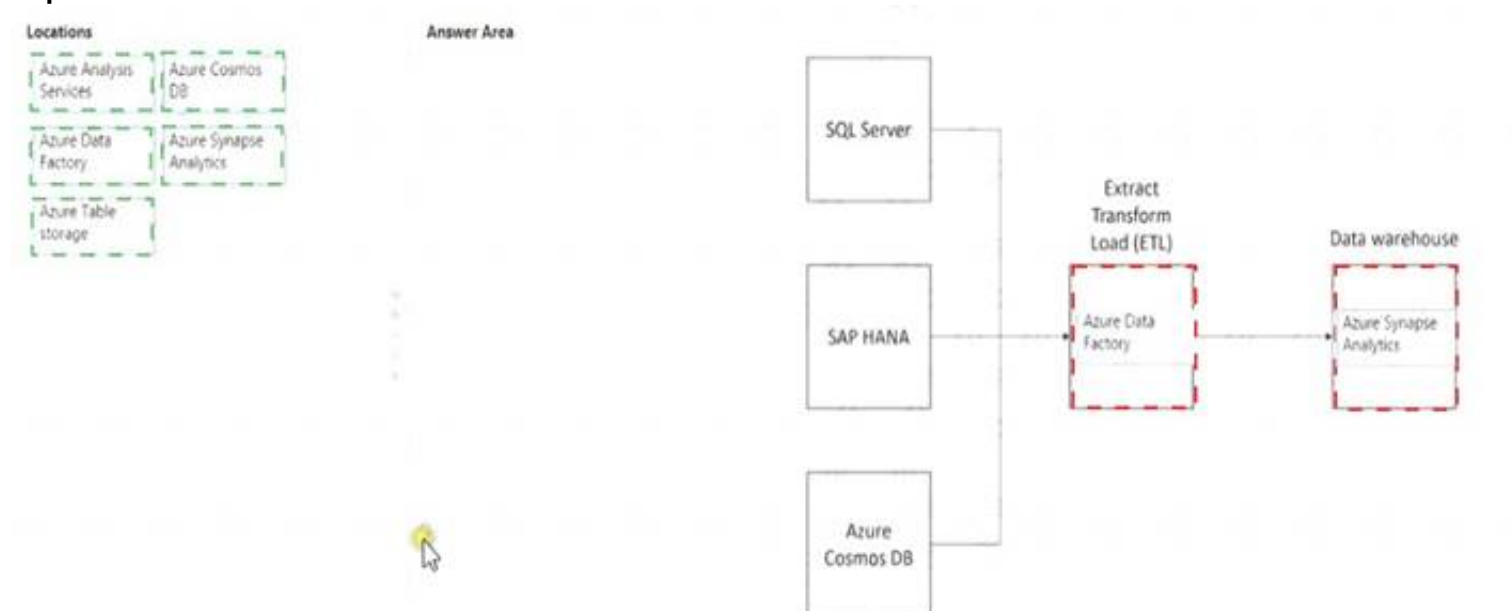 Locations
Answer Area
Azure Analysis
Services
Azure Cosmos
DB
Azure Data
Factory
Azure Synapse
Analytics
Azure Table
storage
SQL Server
SAP HANA
Azure
Cosmos DB
Extract
Transform
Load (ETL)
Azure Data
Factory
Data warehouse
Azure Synapse
Analytics